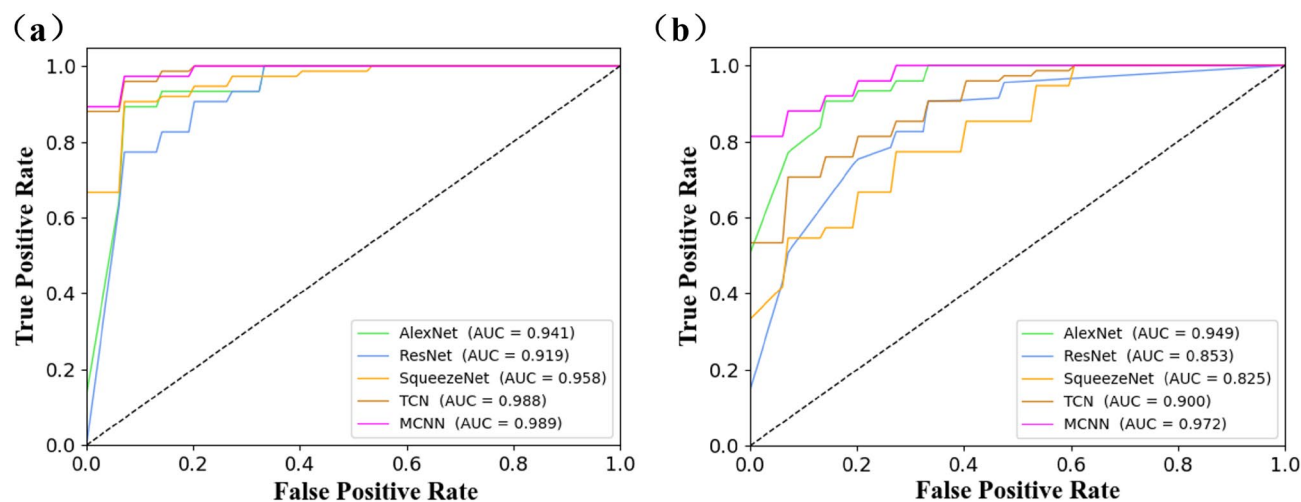 (a)
1.0
0.8
0.6
0.4
0.2
0.0
True Positive Rate
0.0 0.2 0.4 0.6 0.8 1.0
False Positive Rate
AlexNet (AUC = 0.941)
ResNet (AUC = 0.919)
SqueezeNet (AUC = 0.958)
TCN (AUC = 0.988)
MCNN (AUC = 0.989)
(b)
1.0
0.8
0.6
0.4
0.2
0.0
True Positive Rate
0.0 0.2 0.4 0.6 0.8 1.0
False Positive Rate
AlexNet (AUC = 0.949)
ResNet (AUC = 0.853)
SqueezeNet (AUC = 0.825)
TCN (AUC = 0.900)
MCNN (AUC = 0.972)